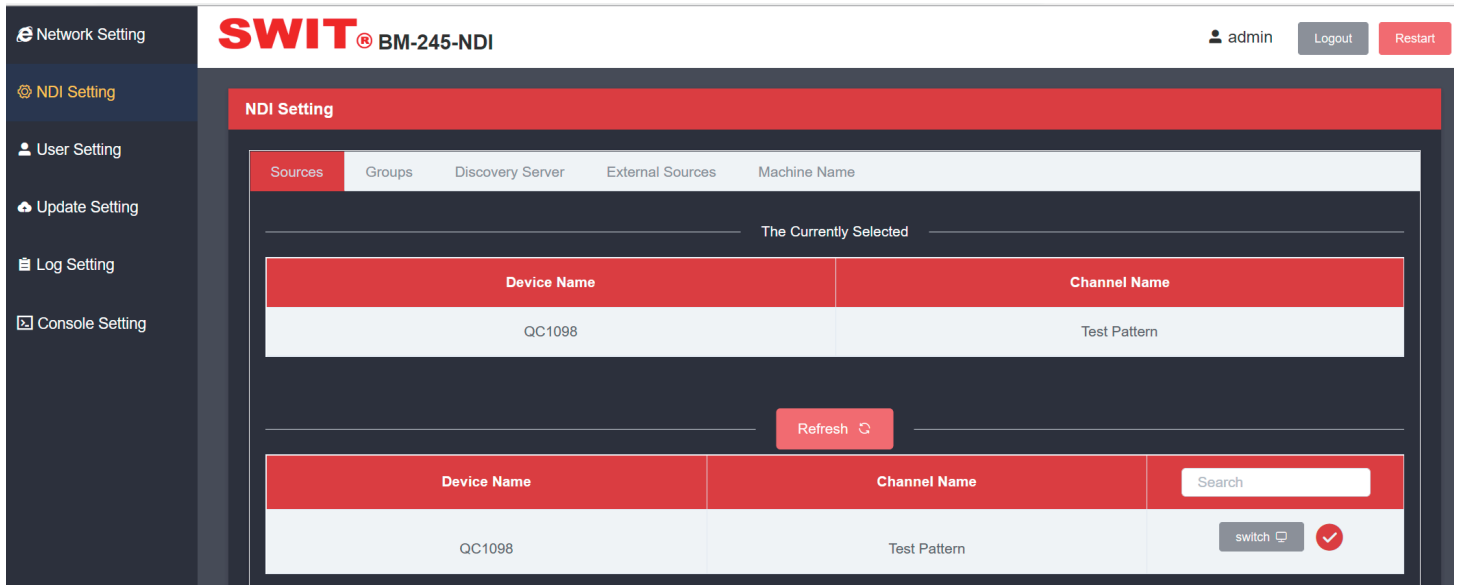 Network Setting
SWIT® BM-245-NDI
admin
Logout
Restart
NDI Setting
User Setting
Update Setting
Log Setting
Console Setting
NDI Setting
Sources Groups Discovery Server External Sources Machine Name
The Currently Selected
Device Name Channel Name
QC1098 Test Pattern
Refresh
Device Name Channel Name Search
QC1098 Test Pattern switch